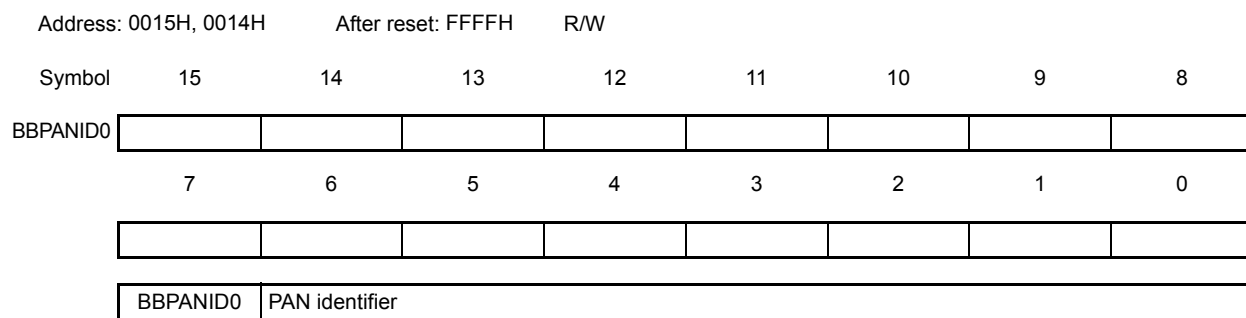 Address: 0015H, 0014H After reset: FFFFH R/W
Symbol 15 14 13 12 11 10 9 8
BBPANID0
7 6 5 4 3 2 1 0
BBPANID0 PAN identifier